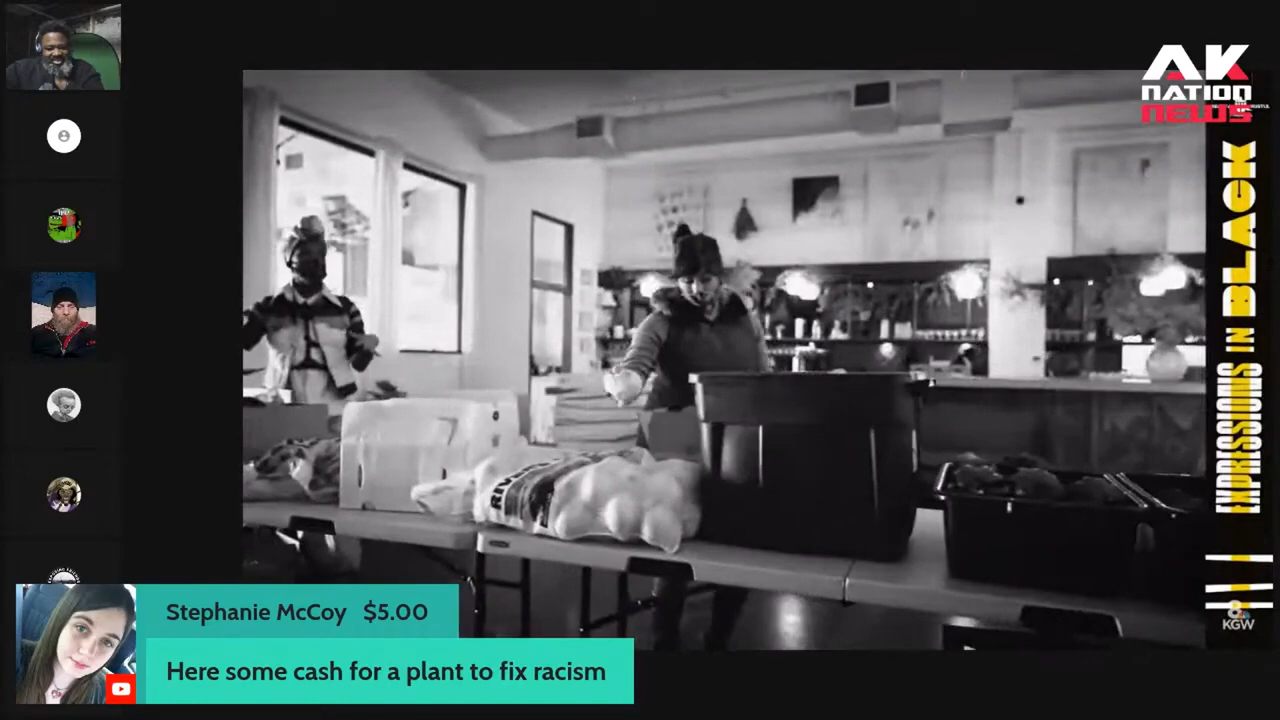 AK
NATION
NEWS
EXPRESSIONS IN BLACK
8
KGW
Stephanie McCoy $5.00
Here some cash for a plant to fix racism